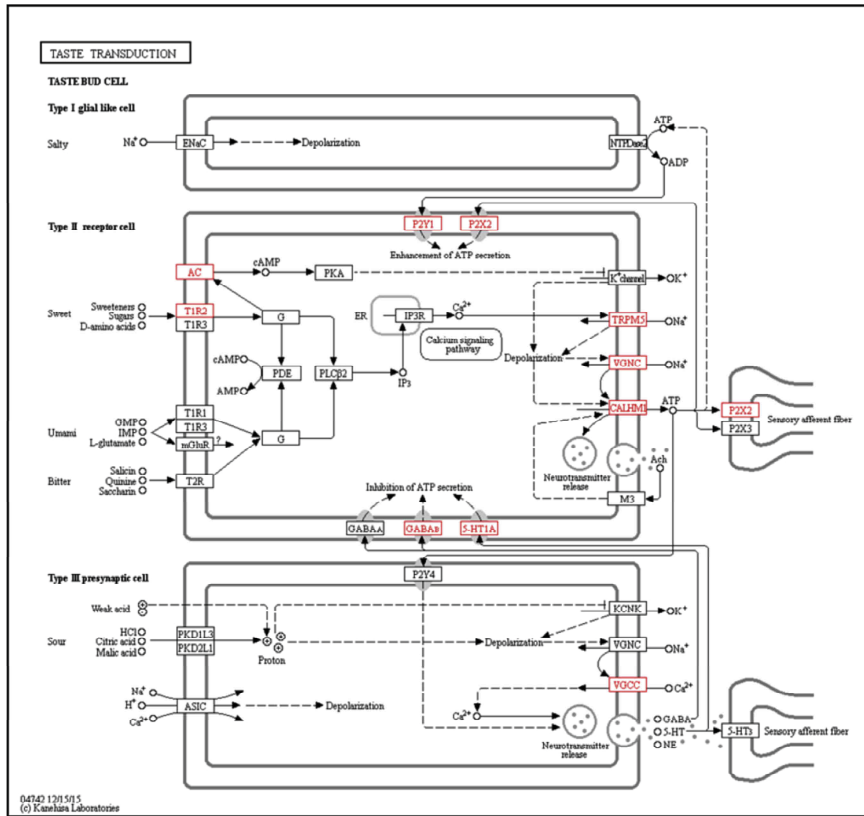 TASTE TRANSDUCTION
TASTE BUD CELL
Type I glial like cell
Salty
Na+
ENaC
Depolarization
NTPDase2
ATP
ADP
Type II receptor cell
P2Y1
P2X2
Enhancement of ATP secretion
AC
cAMP
PKA
K+ channel
K+
Sweet
Sweeteners
Sugars
D-amino acids
T1R2
T1R3
G
ER
IP3R
Ca2+
TRPM5
Na+
Calcium signaling
pathway
Depolarization
VGNC
Na+
cAMP
AMP
PDE
PLCβ2
IP3
CALHM1
ATP
P2X2
P2X3
Sensory afferent fiber
Umami
GMP
IMP
L-glutamate
T1R1
T1R3
mGluR
?
G
Neurotransmitter
release
Ach
Bitter
Salicin
Quinine
Saccharin
T2R
M3
Inhibition of ATP secretion
GABAA
GABAB
5-HT1A
Type III presynaptic cell
P2Y4
Weak acid
KCNK
K+
Sour
HCl
Citric acid
Malic acid
PKD1L3
PKD2L1
Proton
Depolarization
VGNC
Na+
VGCC
Ca2+
Na+
H+
Ca2+
ASIC
Depolarization
Ca2+
Neurotransmitter
release
GABA
5-HT
NE
5-HT3
Sensory afferent fiber
04742 12/15/15
(c) Kanehisa Laboratories